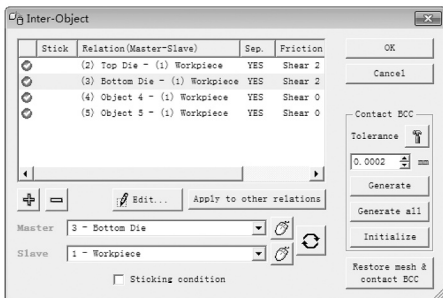 Inter-Object
Stick Relation(Master-Slave) Sep. Friction
(2) Top Die - (1) Workpiece YES Shear 2
(3) Bottom Die - (1) Workpiece YES Shear 2
(4) Object 4 - (1) Workpiece YES Shear 0
(5) Object 5 - (1) Workpiece YES Shear 0
Edit... Apply to other relations
Master 3 - Bottom Die
Slave 1 - Workpiece
Sticking condition
OK
Cancel
Contact BCC
Tolerance
0.0002 mm
Generate
Generate all
Initialize
Restore mesh &
contact BCC